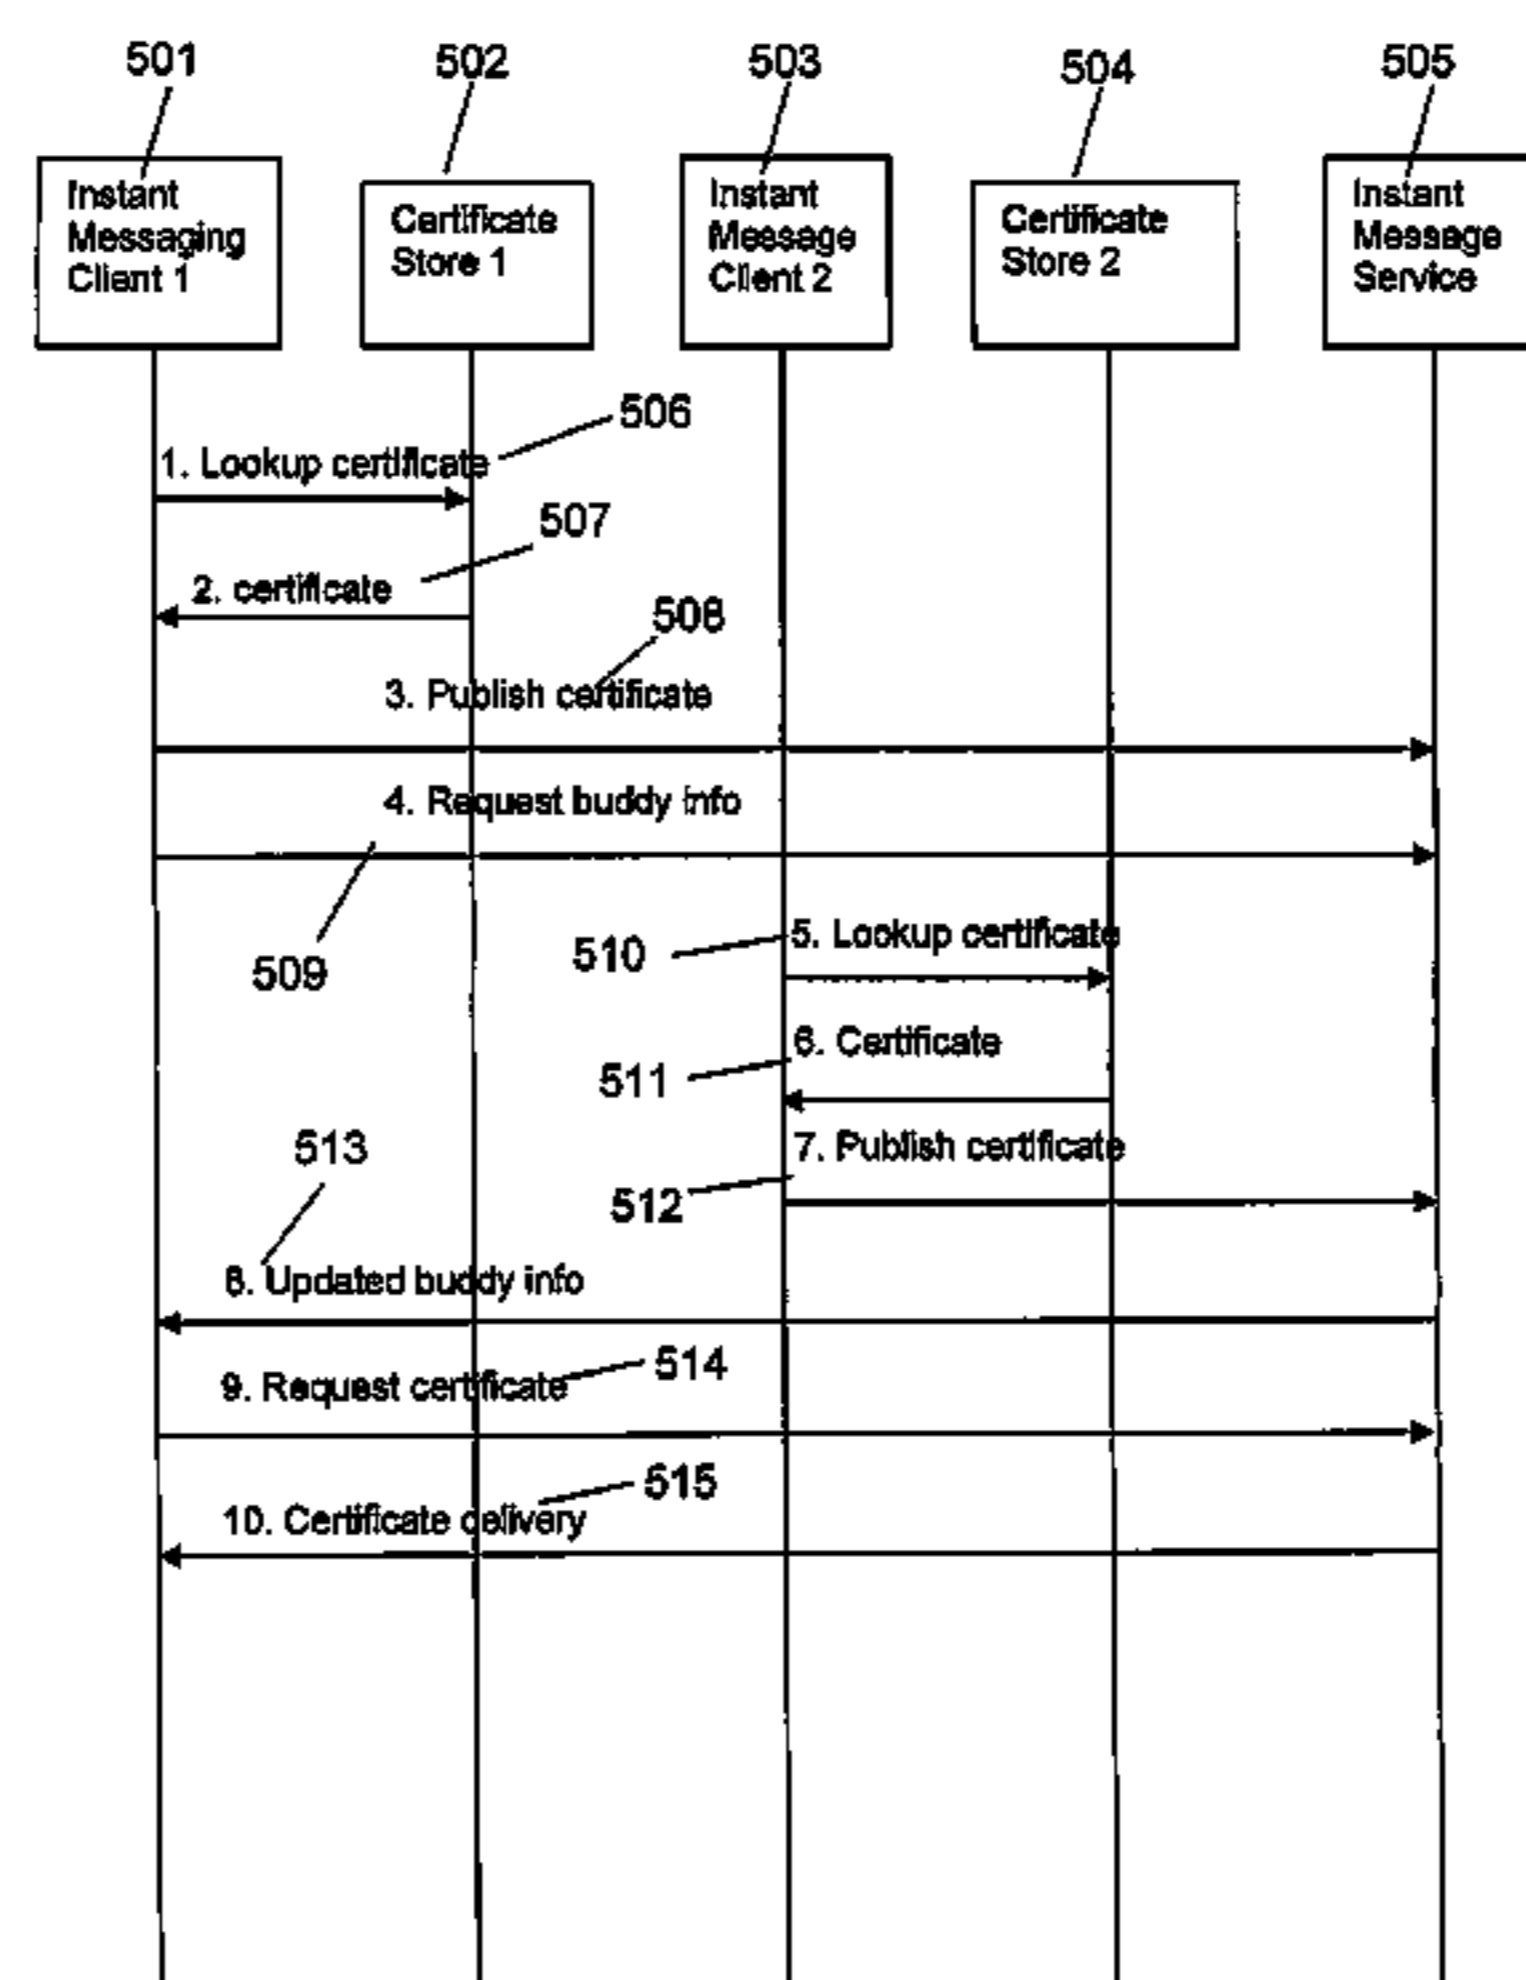 501
502
503
504
505
Instant
Messaging
Client 1
Certificate
Store 1
Instant
Message
Client 2
Certificate
Store 2
Instant
Message
Service
506
1. Lookup certificate
507
2. certificate
508
3. Publish certificate
4. Request buddy info
509
510
5. Lookup certificate
6. Certificate
511
7. Publish certificate
512
513
8. Updated buddy info
514
9. Request certificate
515
10. Certificate delivery